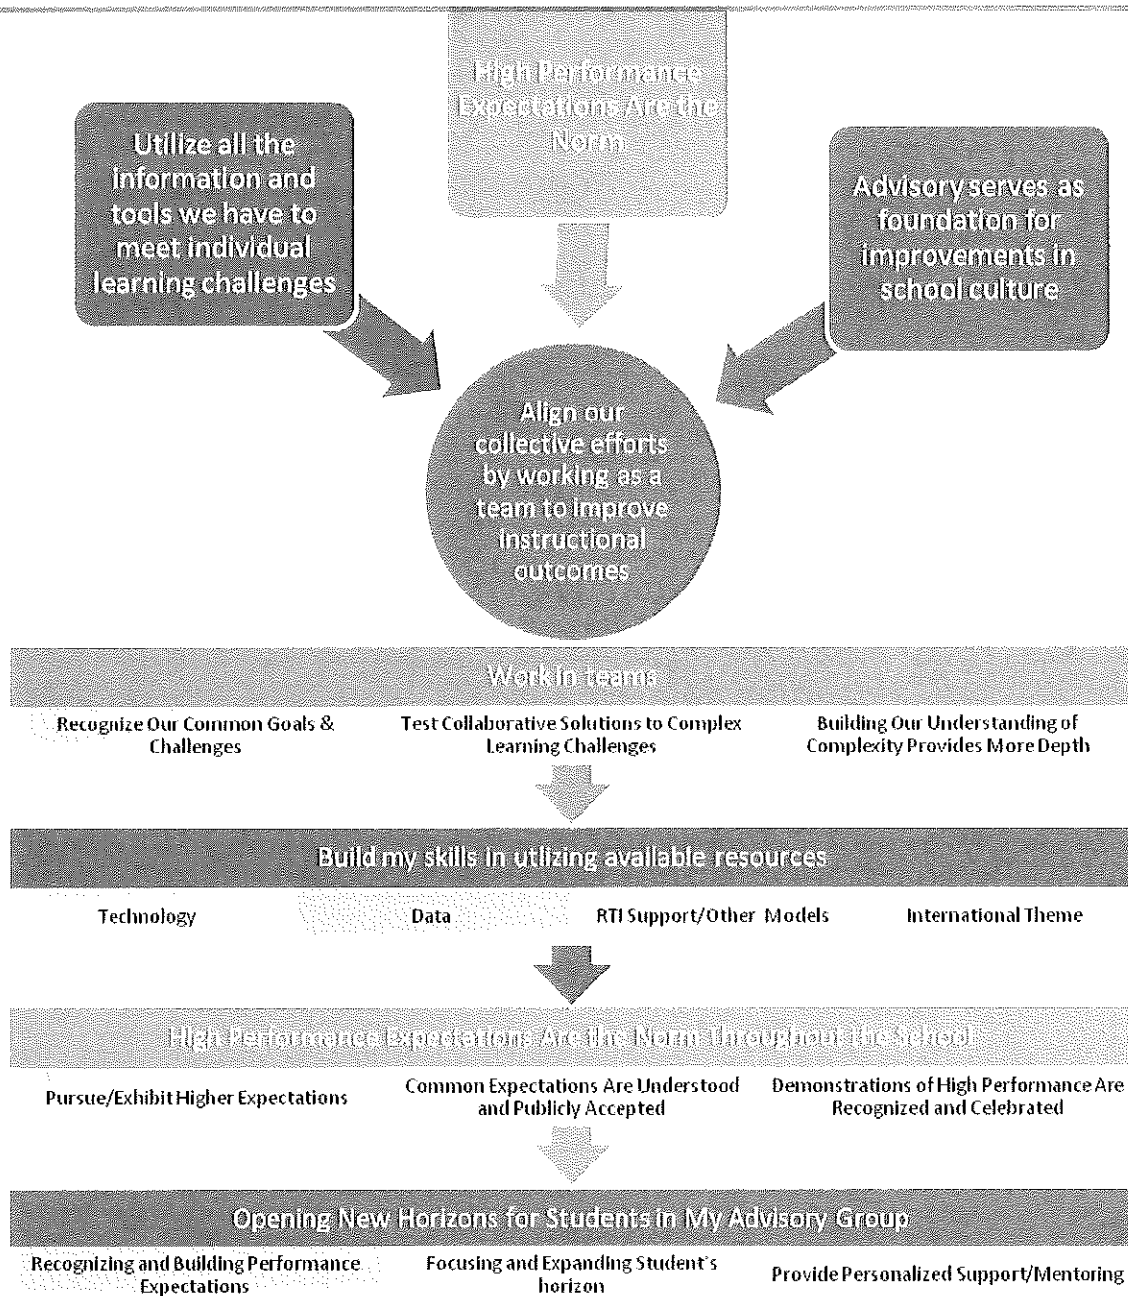 High Performance
Expectations Are the
Norm
Utilize all the
information and
tools we have to
meet individual
learning challenges
Advisory serves as
foundation for
improvements in
school culture
Align our
collective efforts
by working as a
team to improve
instructional
outcomes
Work in teams
Recognize Our Common Goals &
Challenges
Test Collaborative Solutions to Complex
Learning Challenges
Building Our Understanding of
Complexity Provides More Depth
Build my skills in utilizing available resources
Technology
Data
RTI Support/Other Models
International Theme
High Performance Expectations Are the Norm Throughout the School
Pursue/Exhibit Higher Expectations
Common Expectations Are Understood
and Publicly Accepted
Demonstrations of High Performance Are
Recognized and Celebrated
Opening New Horizons for Students in My Advisory Group
Recognizing and Building Performance
Expectations
Focusing and Expanding Student's
horizon
Provide Personalized Support/Mentoring